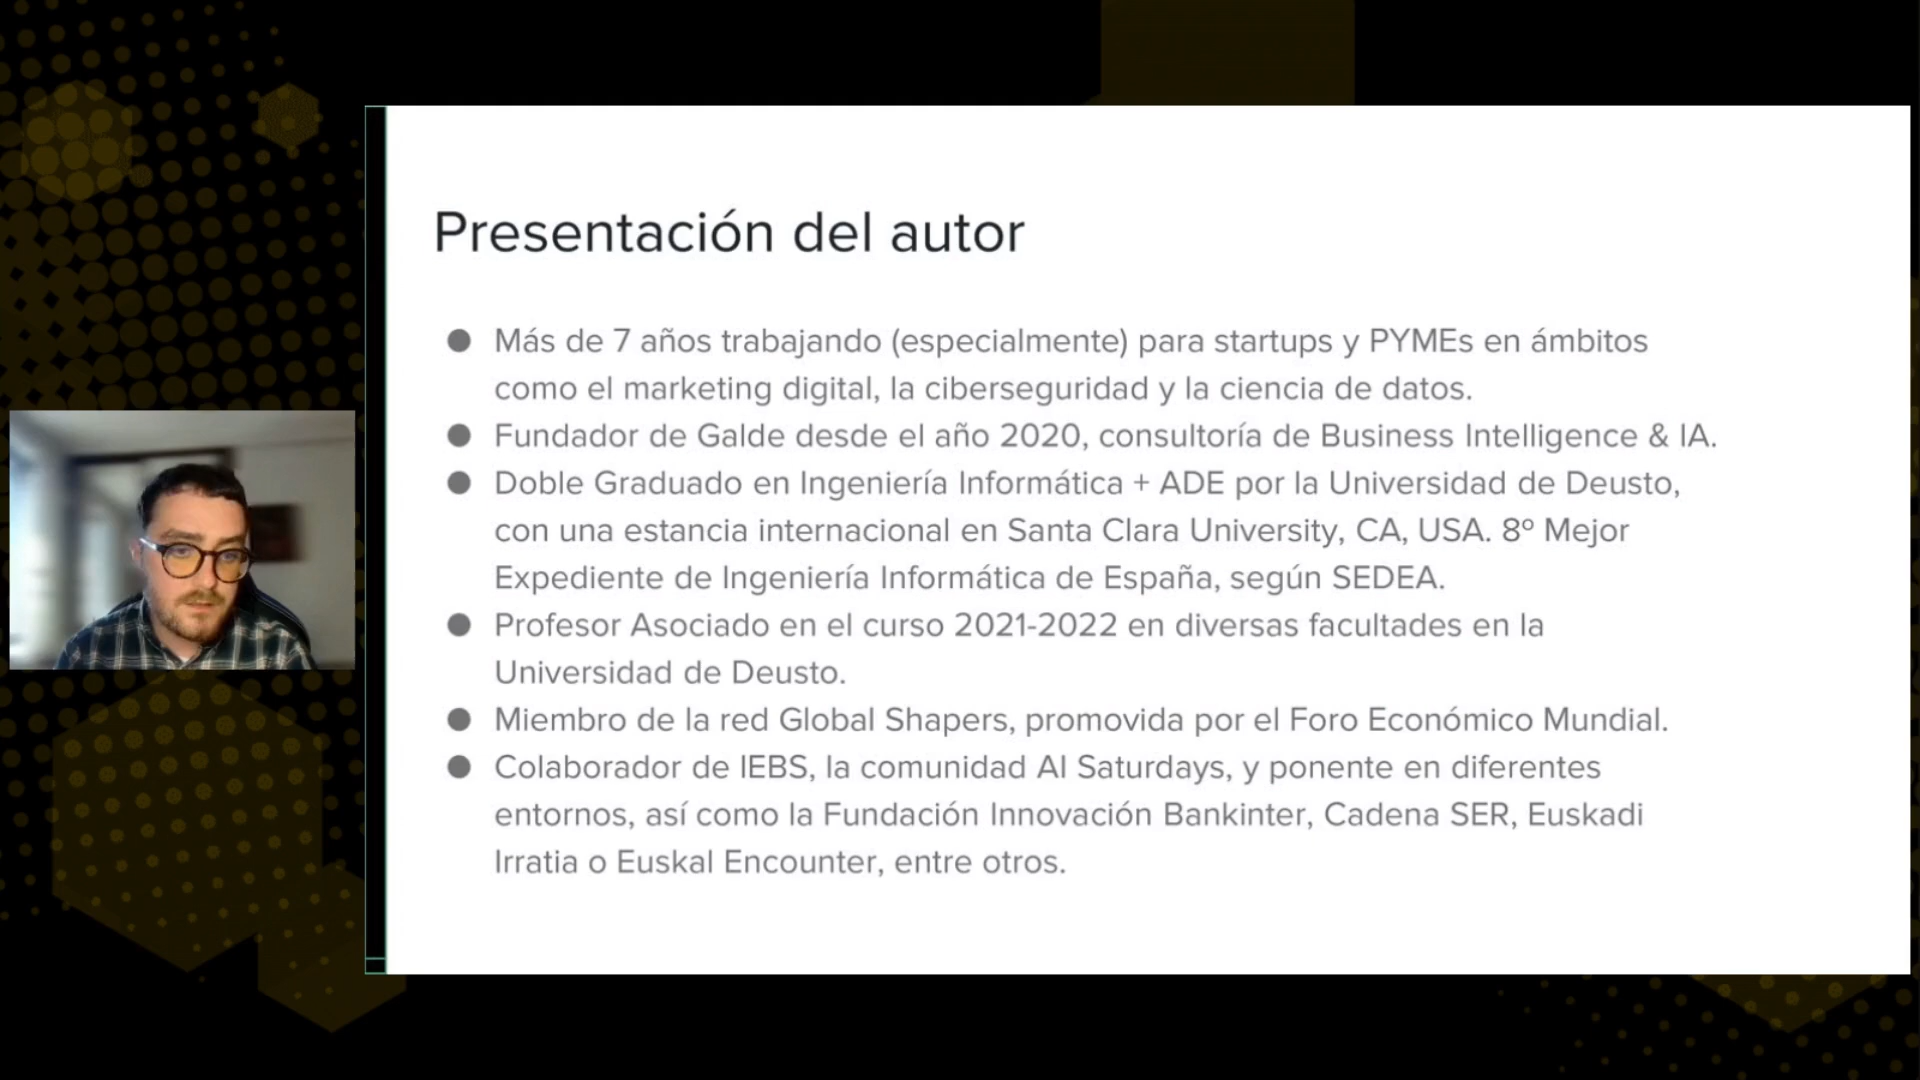 Presentación del autor
Más de 7 años trabajando (especialmente) para startups y PYMEs en ámbitos
como el marketing digital, la ciberseguridad y la ciencia de datos.
Fundador de Galde desde el año 2020, consultoría de Business Intelligence & IA.
Doble Graduado en Ingeniería Informática + ADE por la Universidad de Deusto,
con una estancia internacional en Santa Clara University, CA, USA. 8º Mejor
Expediente de Ingeniería Informática de España, según SEDEA.
Profesor Asociado en el curso 2021-2022 en diversas facultades en la
Universidad de Deusto.
Miembro de la red Global Shapers, promovida por el Foro Económico Mundial.
Colaborador de IEBS, la comunidad AI Saturdays, y ponente en diferentes
entornos, así como la Fundación Innovación Bankinter, Cadena SER, Euskadi
Irratia o Euskal Encounter, entre otros.